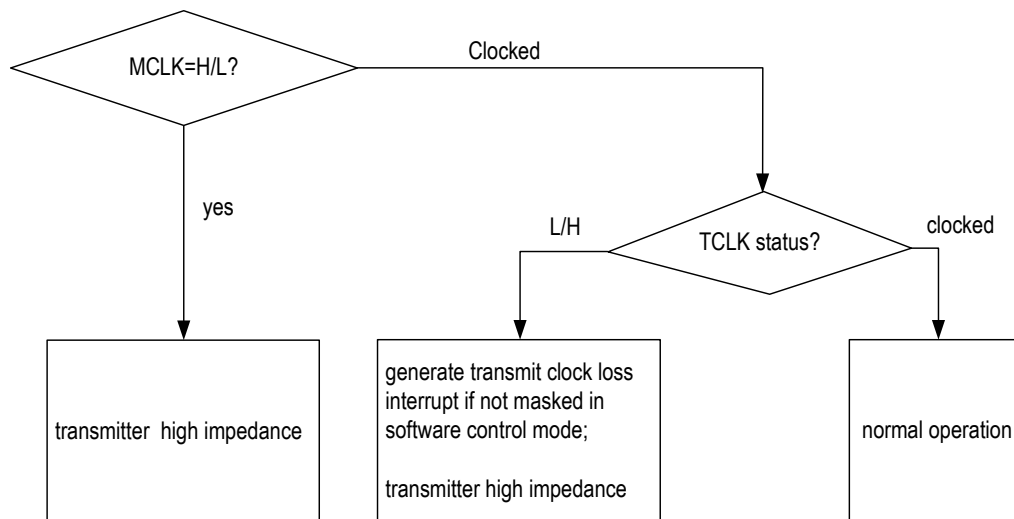 MCLK=H/L?
Clocked
yes
L/H
TCLK status?
clocked
transmitter high impedance
generate transmit clock loss
interrupt if not masked in
software control mode;
transmitter high impedance
normal operation